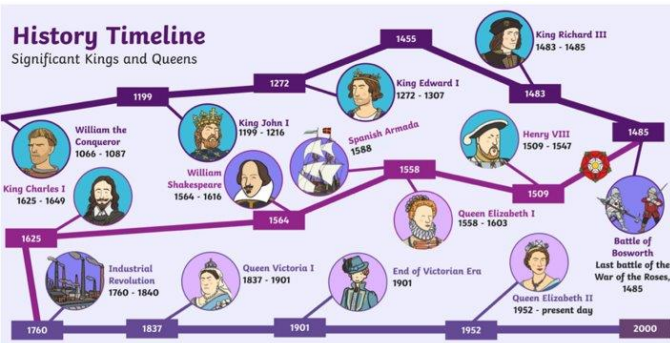 History Timeline
Significant Kings and Queens
1199
1272
1455
1483
1485
William the
Conqueror
1066 - 1087
King John I
1199 - 1216
King Edward I
1272 - 1307
King Richard III
1483 - 1485
Battle of
Bosworth
Last battle of the
War of the Roses,
1485
1509
Henry VIII
1509 - 1547
1558
Queen Elizabeth I
1558 - 1603
Spanish Armada
1588
1564
William
Shakespeare
1564 - 1616
1625
King Charles I
1625 - 1649
1760
Industrial
Revolution
1760 - 1840
1837
Queen Victoria I
1837 - 1901
1901
End of Victorian Era
1901
1952
Queen Elizabeth II
1952 - present day
2000